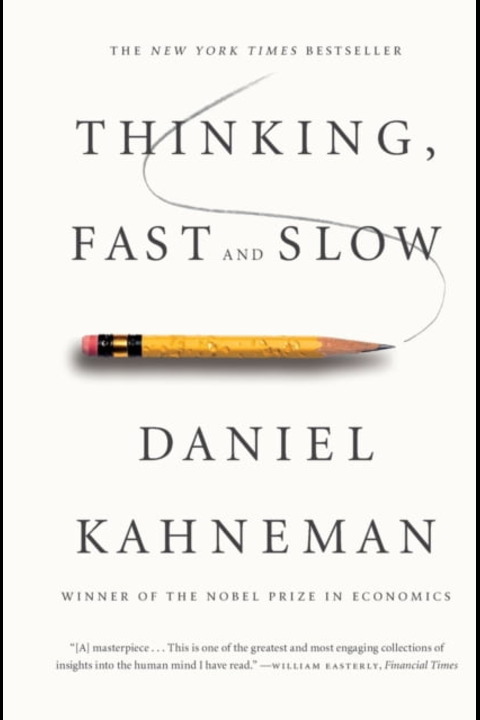 THE NEW YORK TIMES BESTSELLER
THINKING,
FAST AND SLOW
DANIEL
KAHNEMAN
WINNER OF THE NOBEL PRIZE IN ECONOMICS
“[A] masperpiece . . . This is one of the greatest and most engaging collections of
insights into the human mind I have read.” —WILLIAM EASTERLY, Financial Times